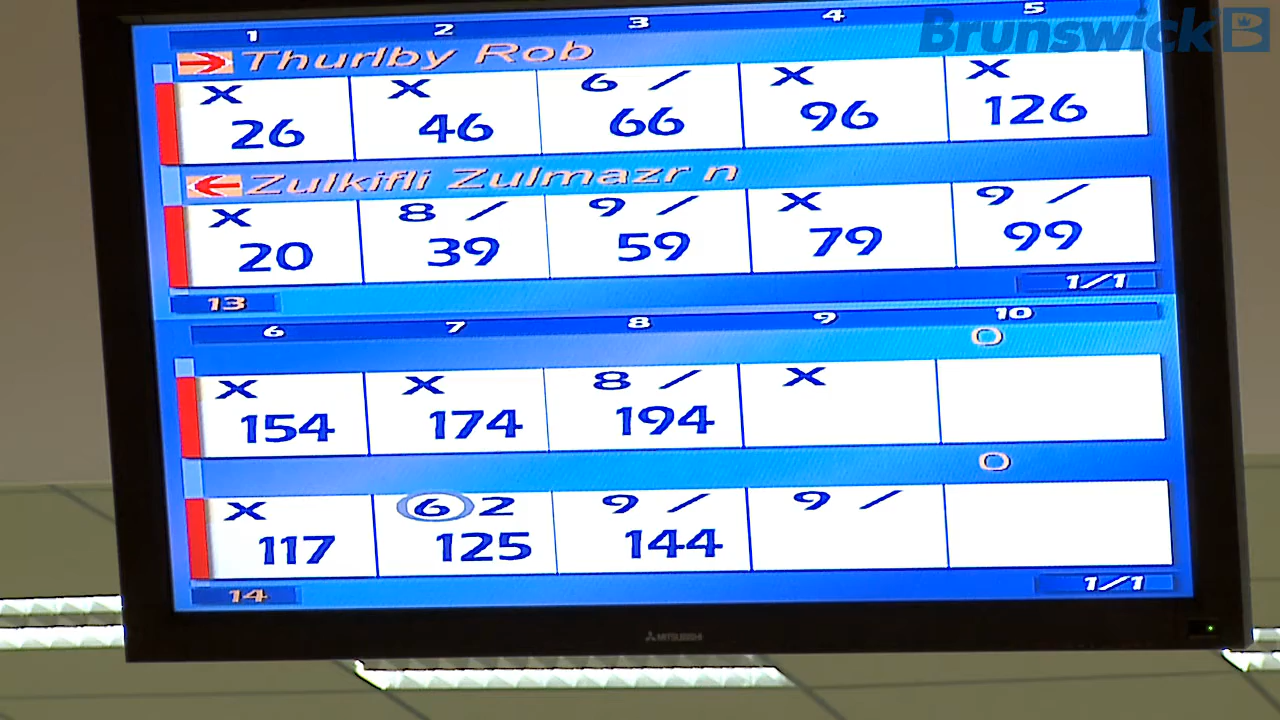 Brunswick B
1 2 3 4 5
Thurlby Rob
X X 6 / X X
26 46 66 96 126
Zulkifli Zulmazr n
X 8 / 9 / X 9 /
20 39 59 79 99
13 1/1
6 7 8 9 10
0
X X 8 / X
154 174 194
0
X 6 2 9 / 9 /
117 125 144
14 1/1
MITSUBISHI